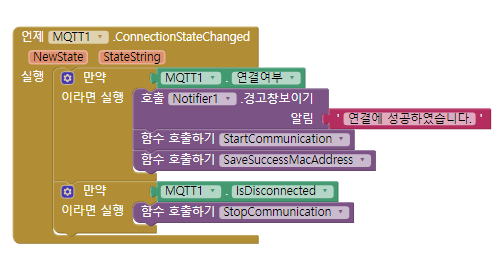 언제 MQTT1 .ConnectionStateChanged
NewState StateString
실행 만약 MQTT1 . 연결여부
이라면 실행 호출 Notifier1 .경고창보이기
알림 " 연결에 성공하였습니다. "
함수 호출하기 StartCommunication
함수 호출하기 SaveSuccessMacAddress
만약 MQTT1 . IsDisconnected
이라면 실행 함수 호출하기 StopCommunication